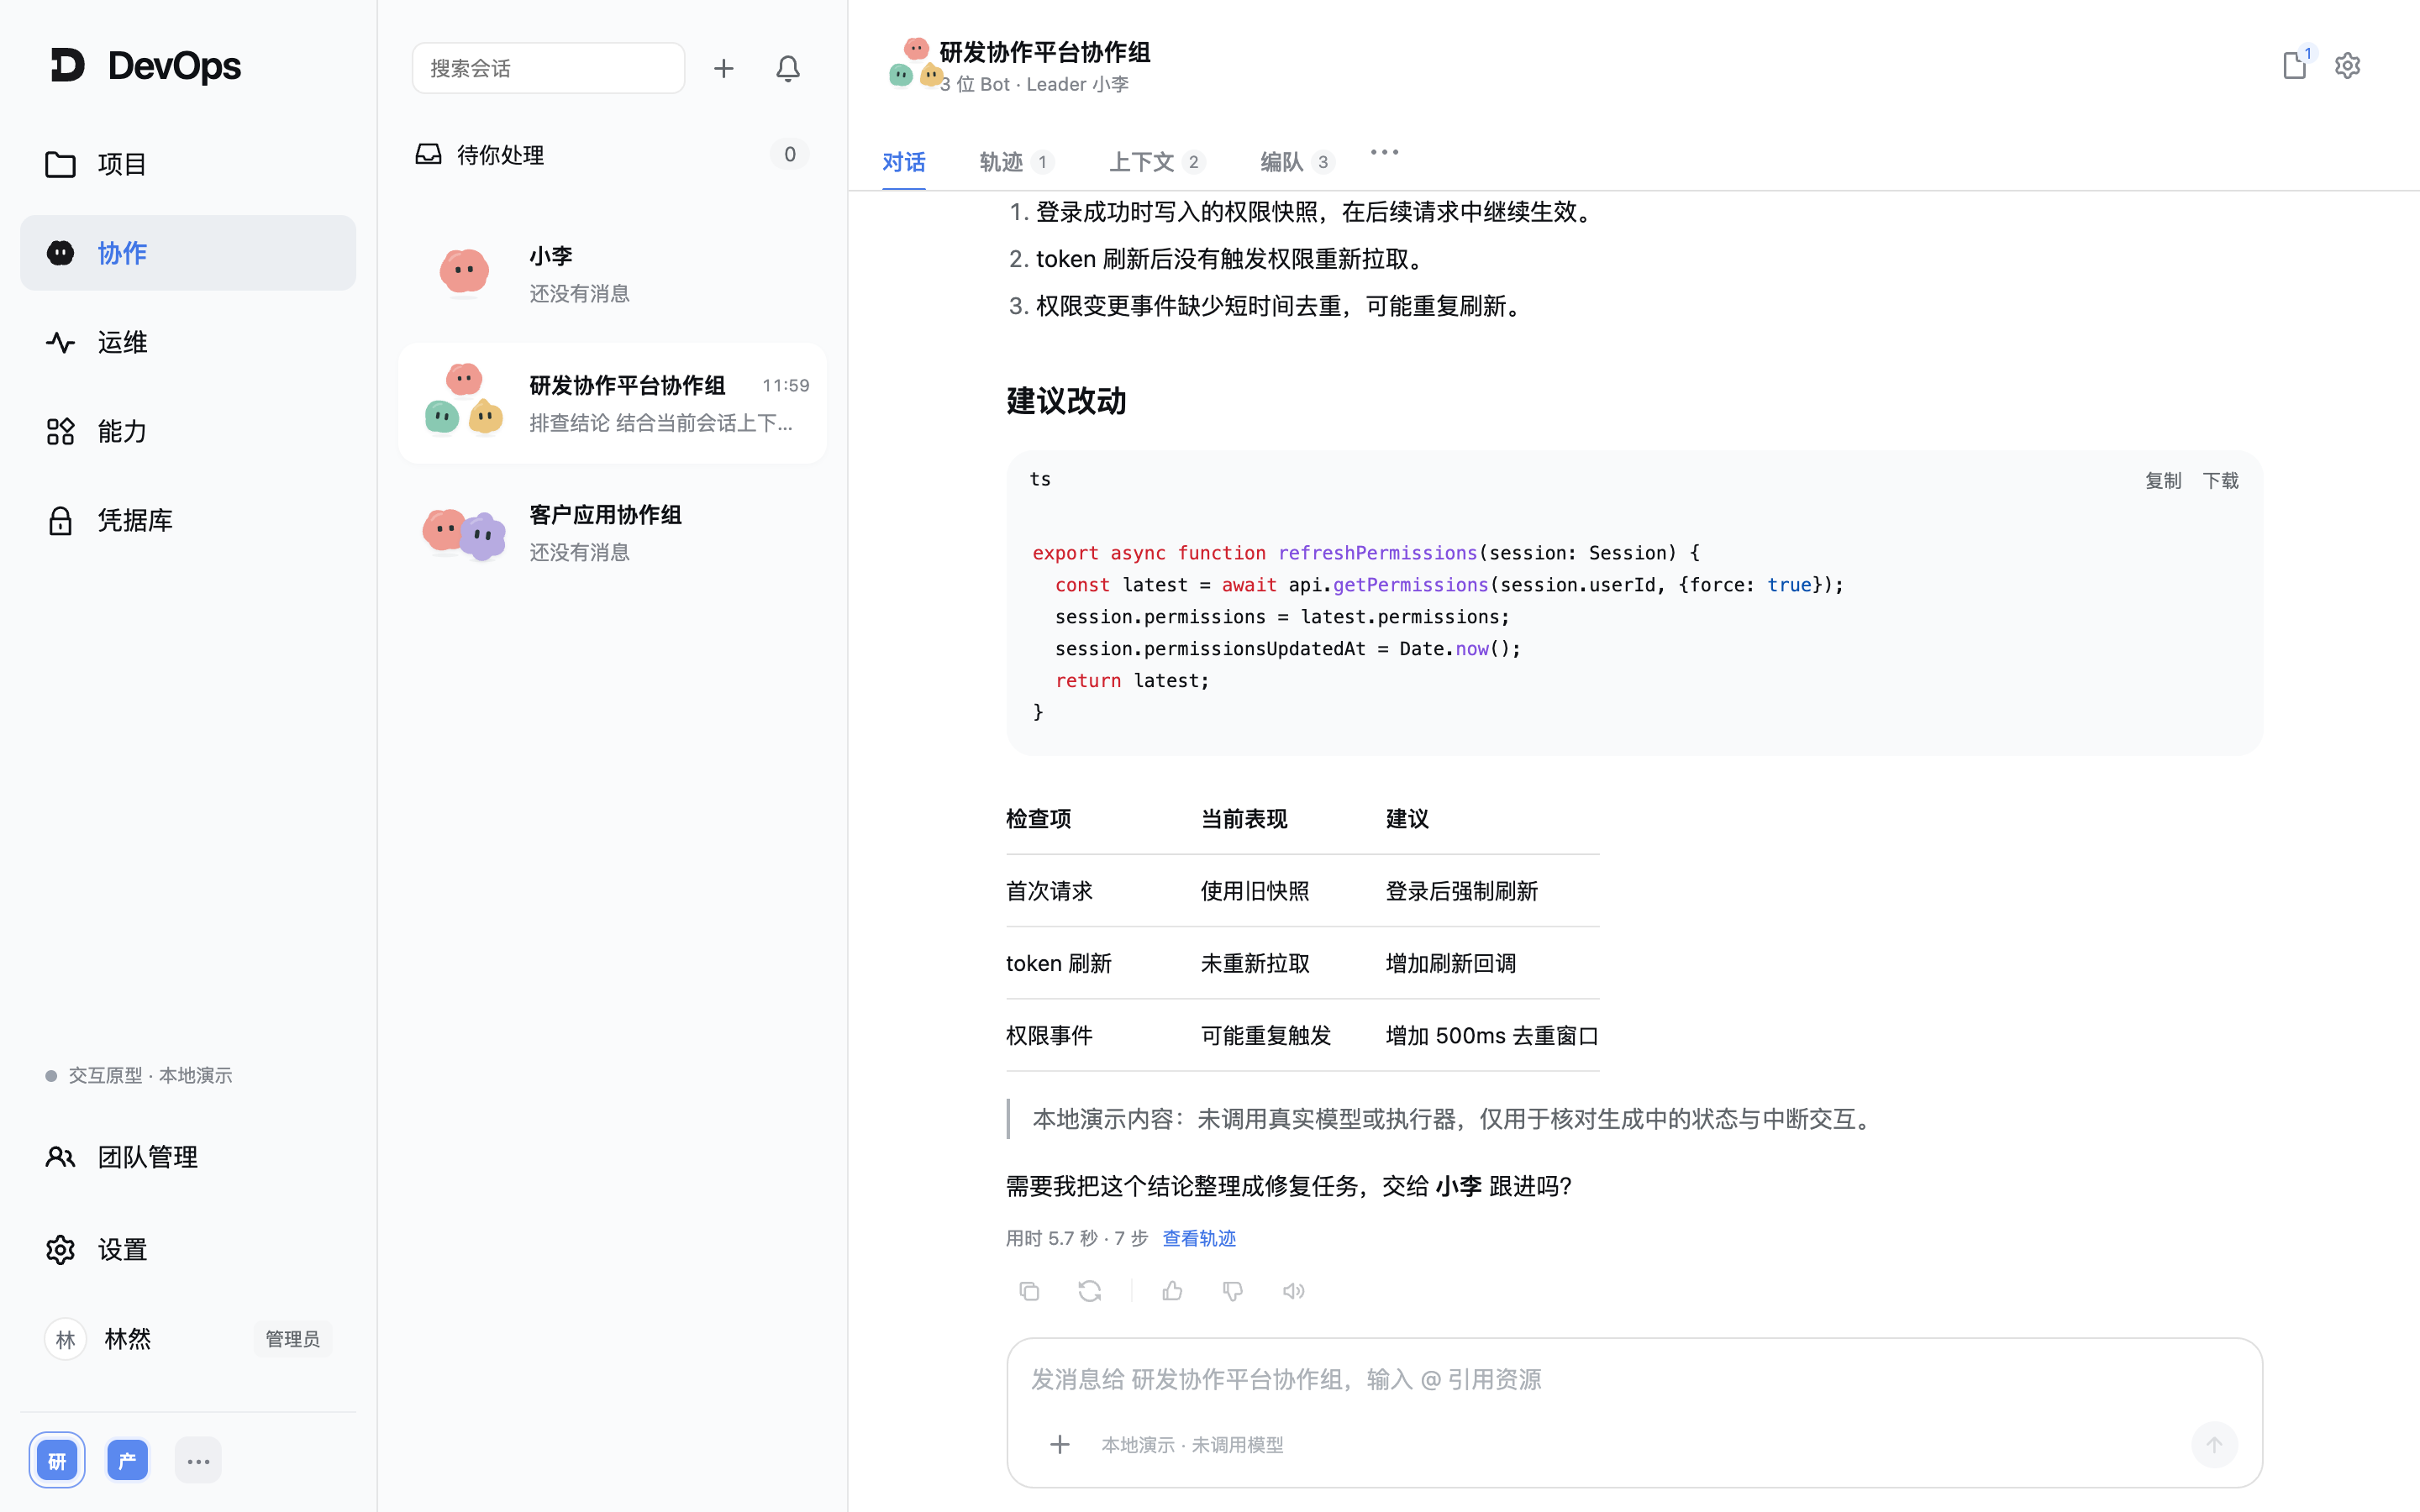 DevOps
项目
协作
运维
能力
凭据库
交互原型 · 本地演示
团队管理
设置
林 林然 管理员
研 产 ...
搜索会话
待你处理 0
小李
还没有消息
研发协作平台协作组 11:59
排查结论 结合当前会话上下...
客户应用协作组
还没有消息
研发协作平台协作组
3 位 Bot · Leader 小李
1
对话 轨迹 1 上下文 2 编队 3
1. 登录成功时写入的权限快照，在后续请求中继续生效。
2. token 刷新后没有触发权限重新拉取。
3. 权限变更事件缺少短时间去重，可能重复刷新。
建议改动
ts 复制 下载
export async function refreshPermissions(session: Session) {
  const latest = await api.getPermissions(session.userId, {force: true});
  session.permissions = latest.permissions;
  session.permissionsUpdatedAt = Date.now();
  return latest;
}
检查项 当前表现 建议
首次请求 使用旧快照 登录后强制刷新
token 刷新 未重新拉取 增加刷新回调
权限事件 可能重复触发 增加 500ms 去重窗口
本地演示内容：未调用真实模型或执行器，仅用于核对生成中的状态与中断交互。
需要我把这个结论整理成修复任务，交给 小李 跟进吗？
用时 5.7 秒 · 7 步 查看轨迹
发消息给 研发协作平台协作组，输入 @ 引用资源
本地演示 · 未调用模型